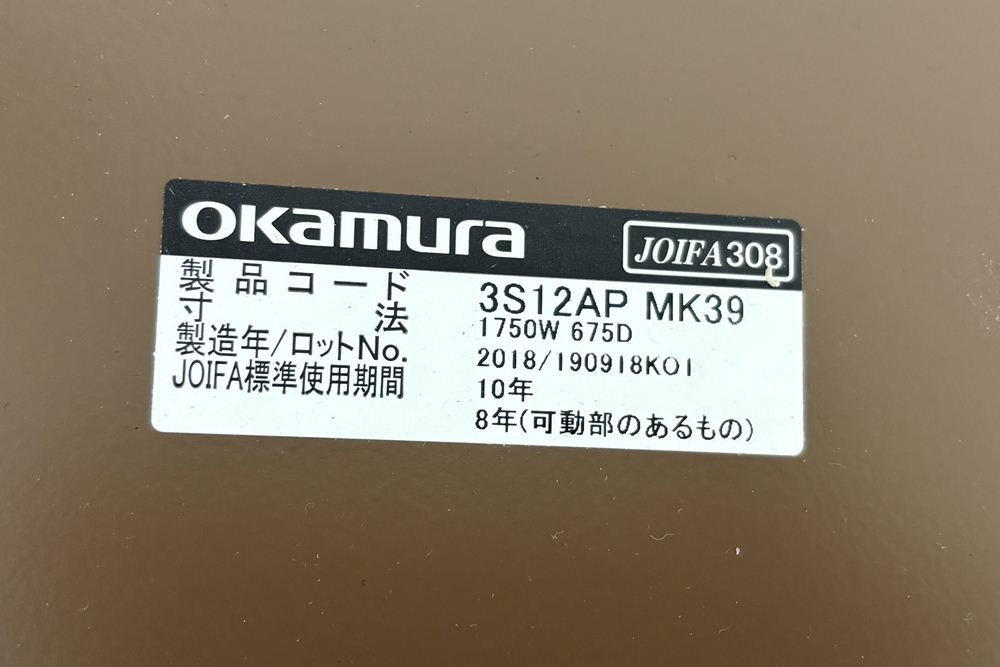 okamura
JOIFA308
製品コード 3S12AP MK39
寸法 1750W 675D
製造年/ロットNo. 2018/190918K01
JOIFA標準使用期間 10年
8年(可動部のあるもの)